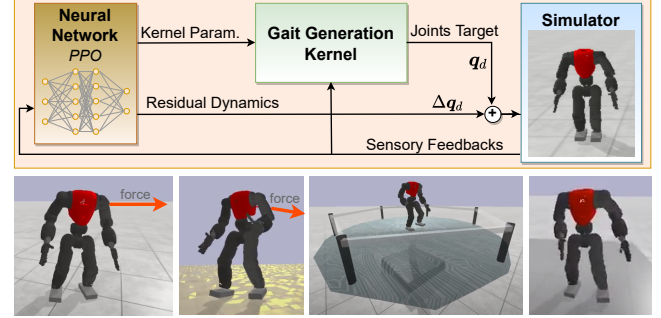 Neural
Network
PPO
Kernel Param.
Gait Generation
Kernel
Joints Target
q_d
Simulator
Residual Dynamics
Δq_d
+
Sensory Feedbacks
force
force